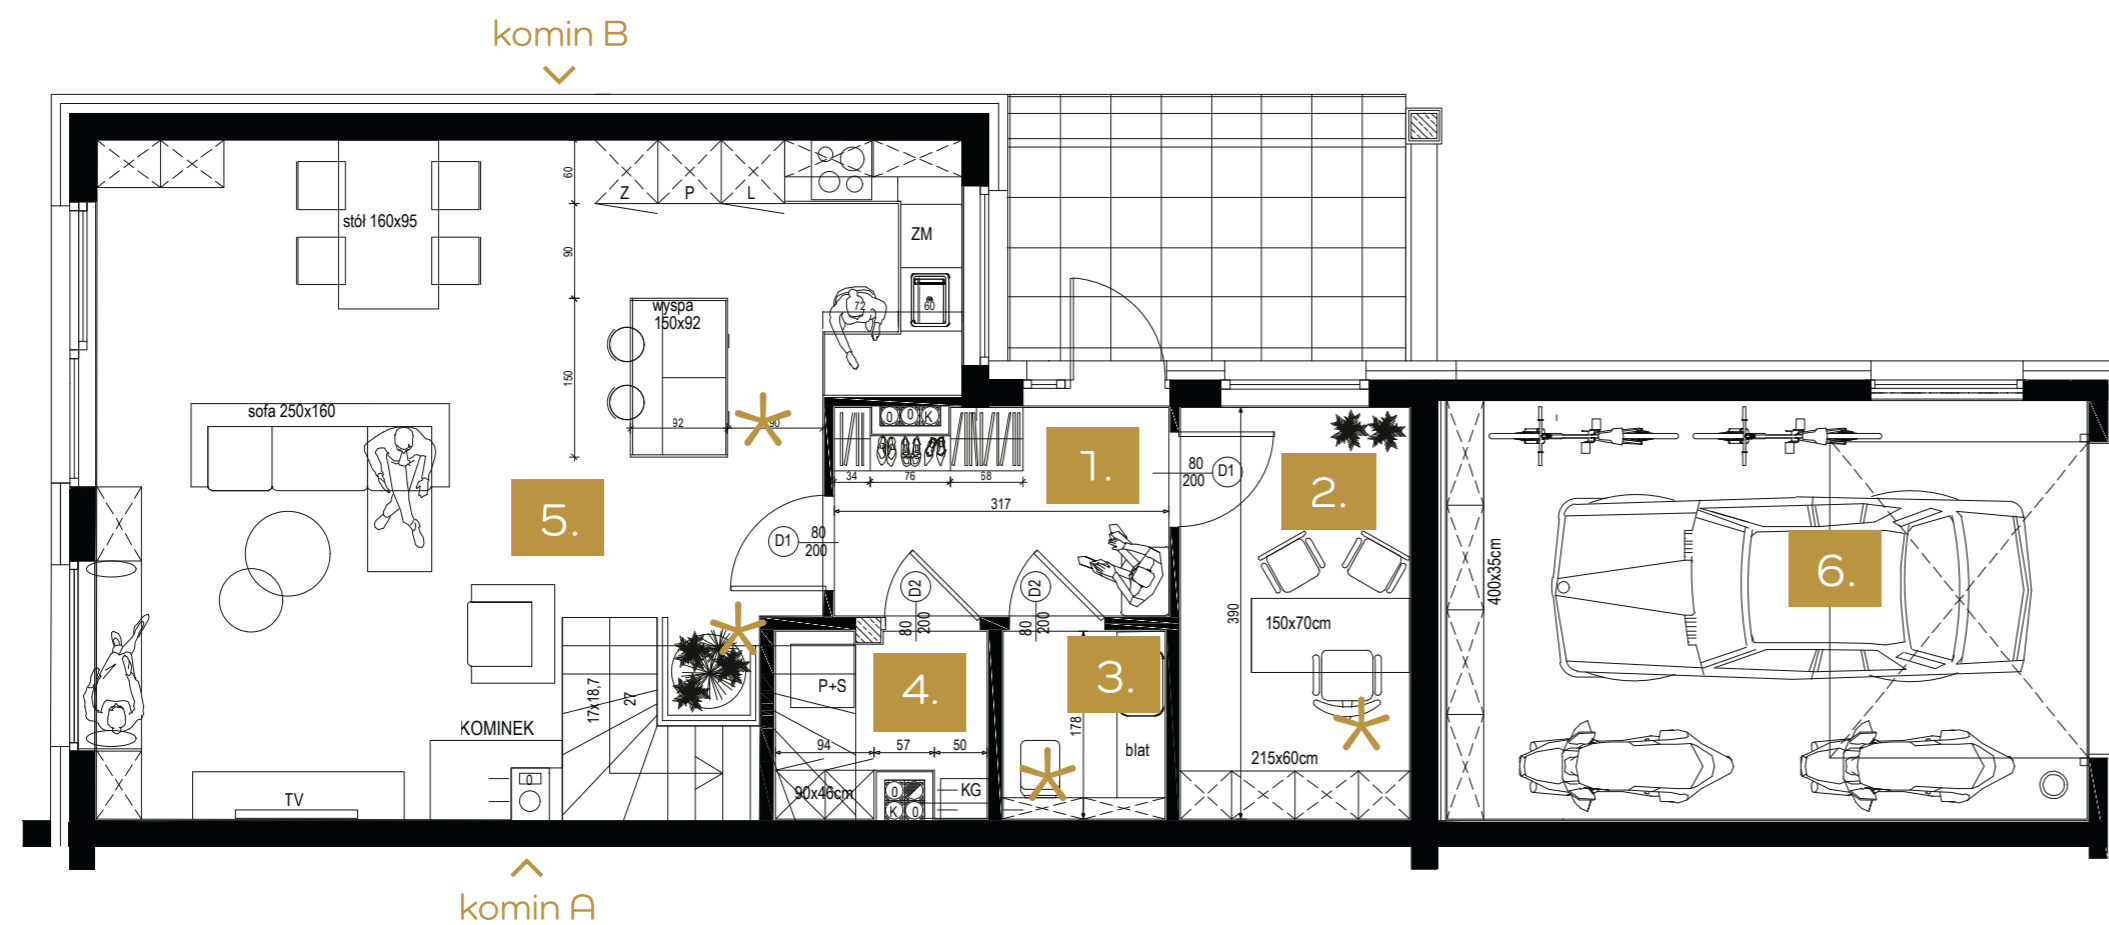 komin B
stół 160x95
60
90
150
Z
P
L
ZM
72
60
wyspa
150x92
92
90
sofa 250x160
O
O
K
34
76
68
317
1.
80
200
D1
2.
5.
D1
80
200
D2
80
200
D2
80
200
390
150x70cm
215x60cm
400x35cm
6.
3.
178
blat
4.
P+S
94
57
50
90x46cm
O
K
O
KG
17x18,7
27
KOMINEK
TV
komin A